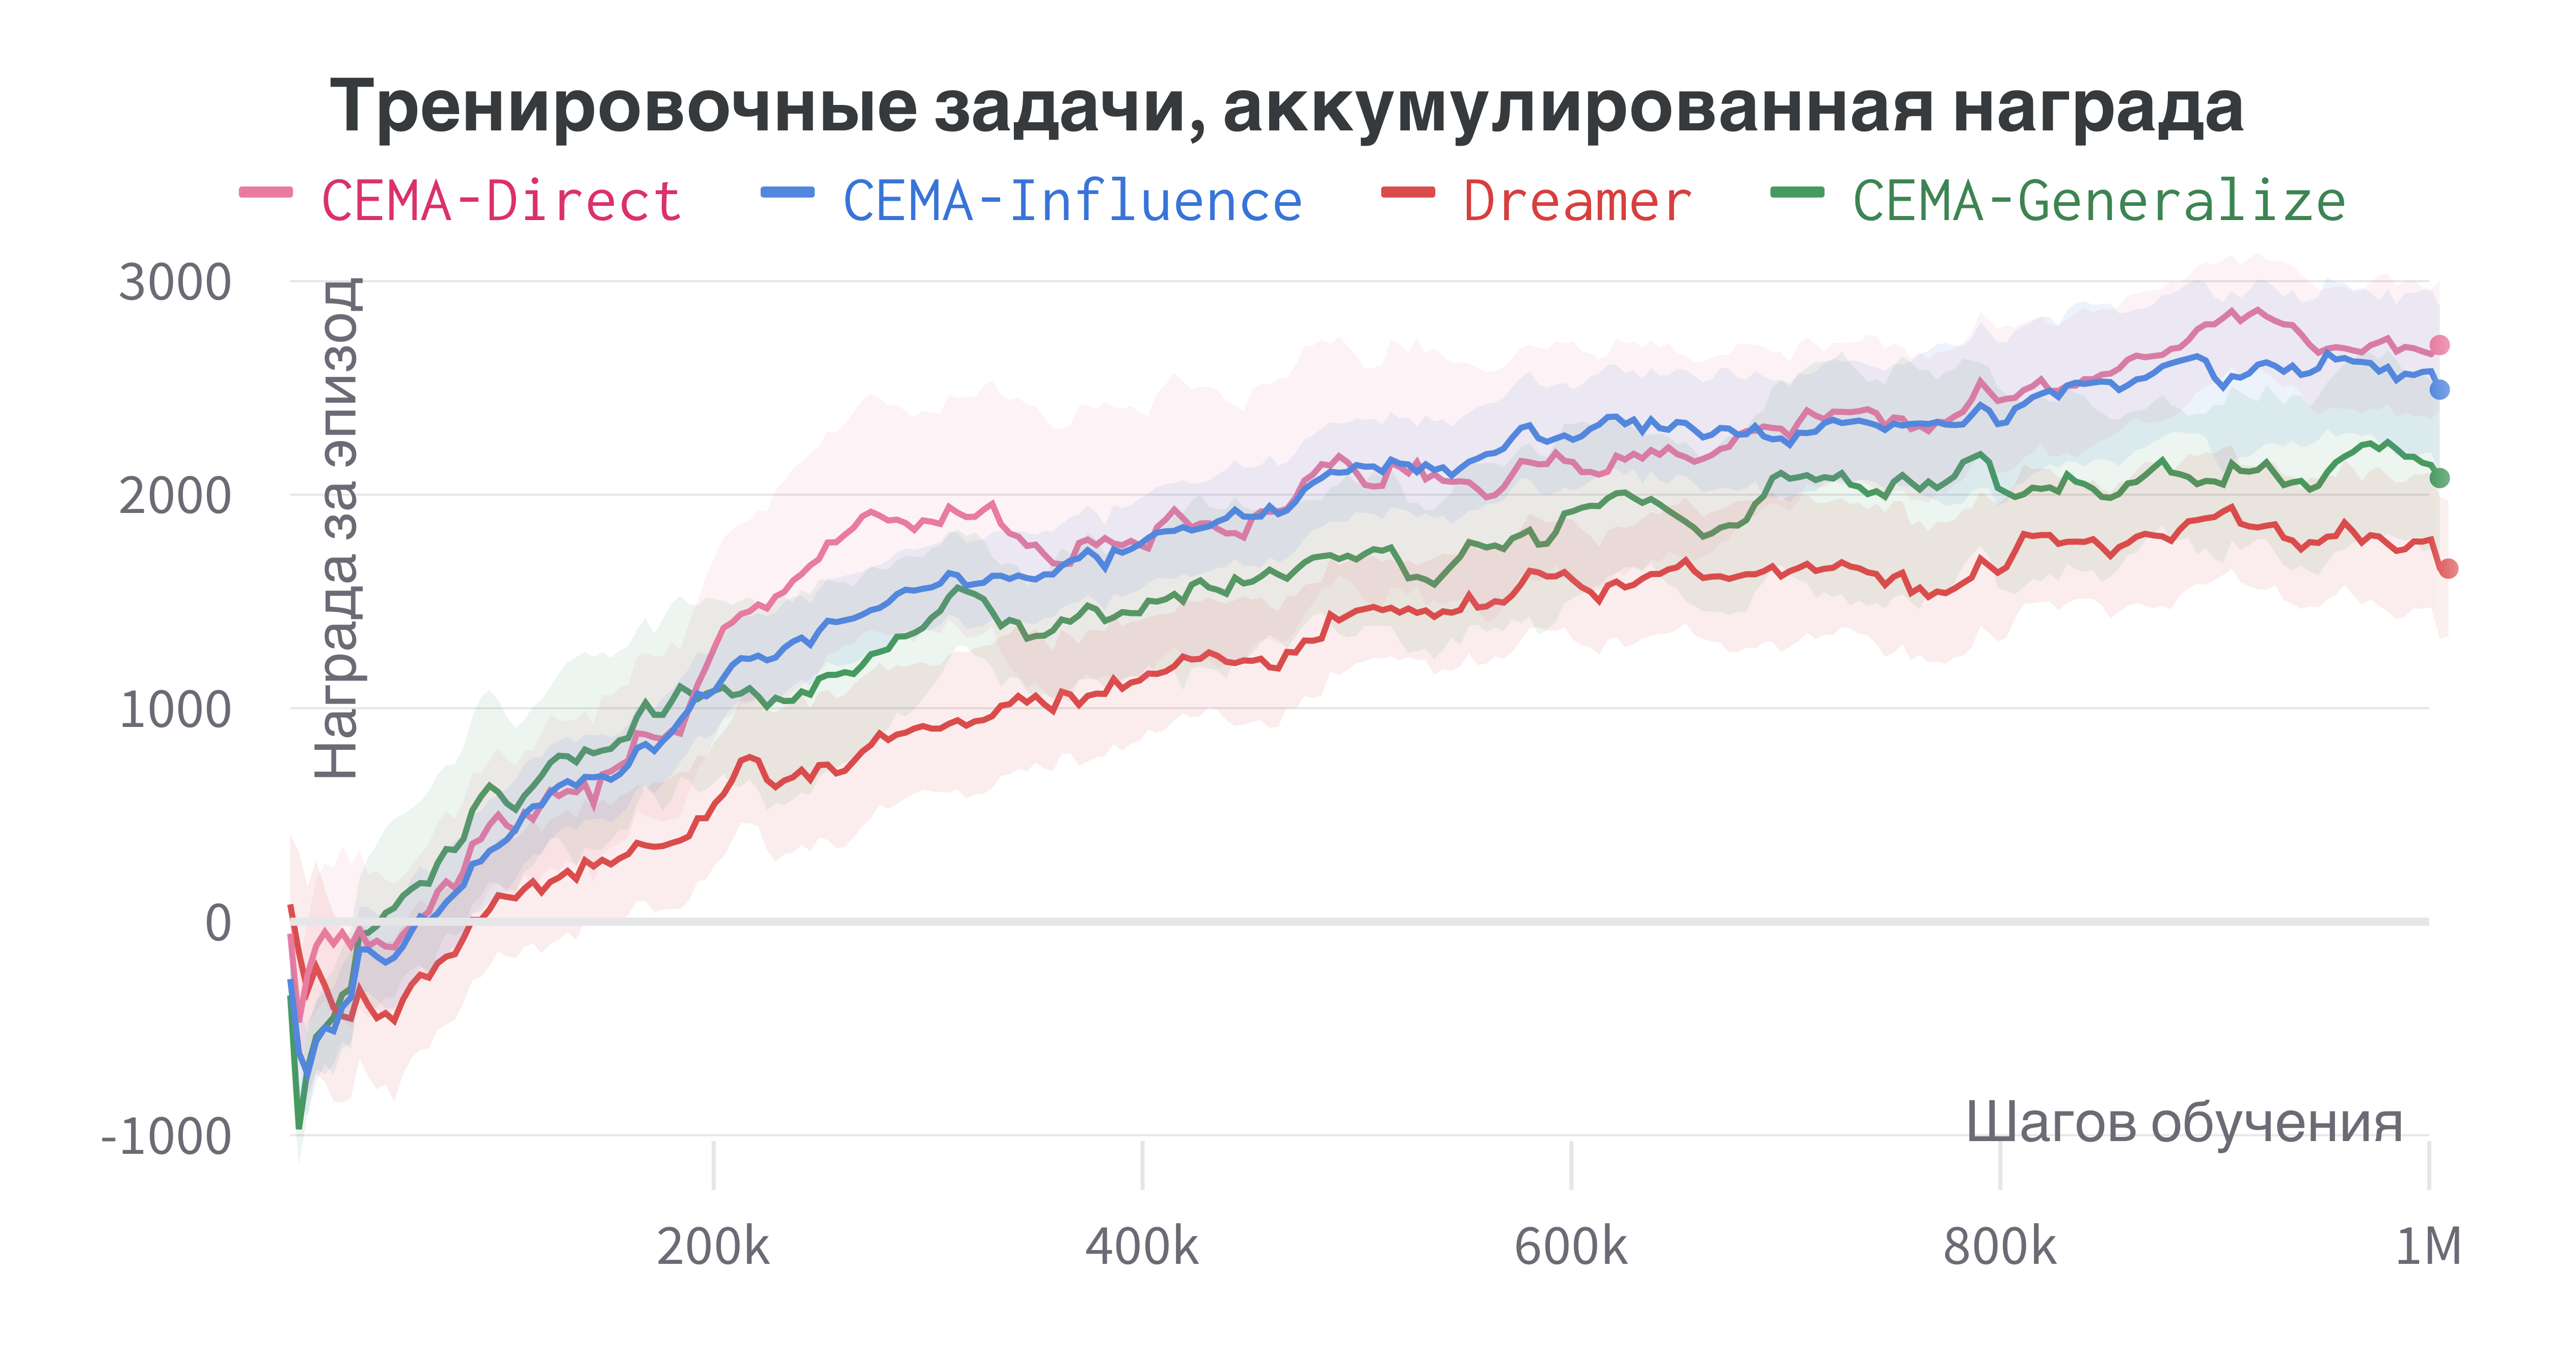 Тренировочные задачи, аккумулированная награда
CEMA-Direct CEMA-Influence Dreamer CEMA-Generalize
Награда за эпизод
3000
2000
1000
0
-1000
Шагов обучения
200k 400k 600k 800k 1M